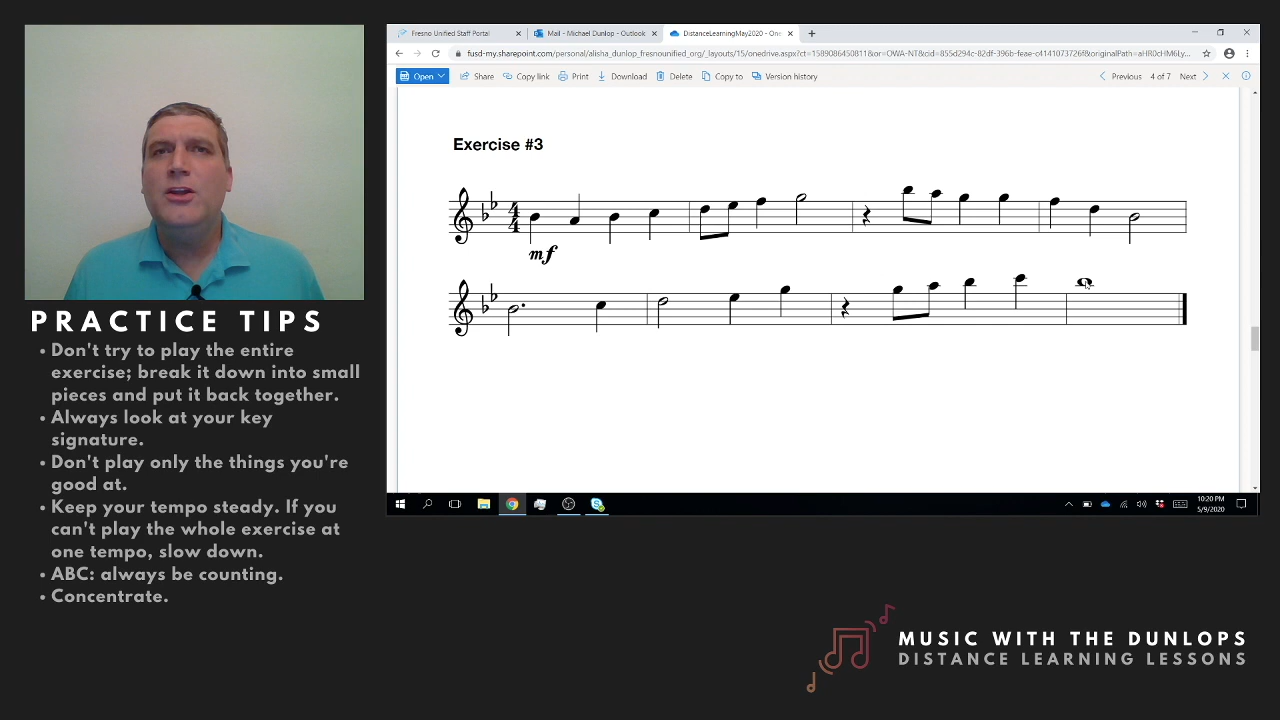 Fresno Unified Staff Portal
Mail - Michael Dunlop - Outlook
DistanceLearningMay2020 - One
Open Share Copy link Print Download Delete Copy to Version history Previous 4 of 7 Next
Exercise #3
4
4
mf
10:20 PM
5/9/2020
PRACTICE TIPS
• Don't try to play the entire
exercise; break it down into small
pieces and put it back together.
• Always look at your key
signature.
• Don't play only the things you're
good at.
• Keep your tempo steady. If you
can't play the whole exercise at
one tempo, slow down.
• ABC: always be counting.
• Concentrate.
MUSIC WITH THE DUNLOPS
DISTANCE LEARNING LESSONS